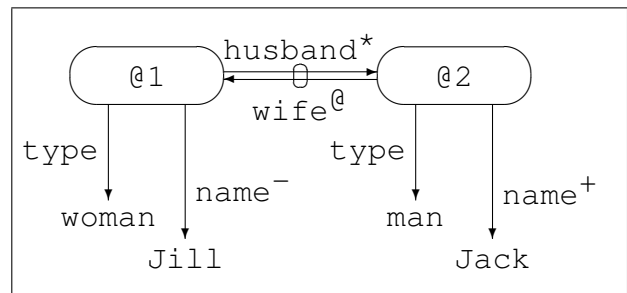 husband*
@1 @2
wife@
type type
name⁻ name⁺
woman man
Jill Jack